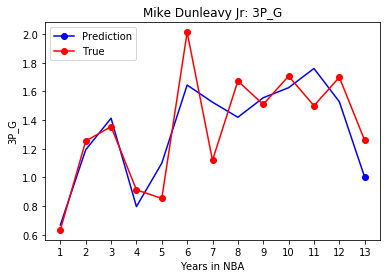 Mike Dunleavy Jr: 3P_G
Prediction
True
2.0
1.8
1.6
1.4
1.2
1.0
0.8
0.6
3P_G
1 2 3 4 5 6 7 8 9 10 11 12 13
Years in NBA